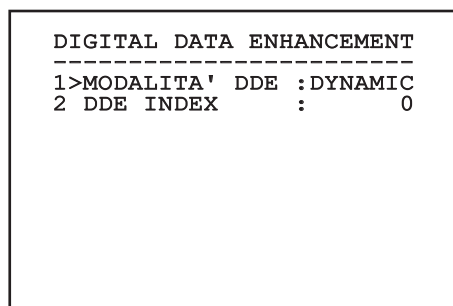 DIGITAL DATA ENHANCEMENT
------------------------
1>MODALITA' DDE :DYNAMIC
2 DDE INDEX     :      0